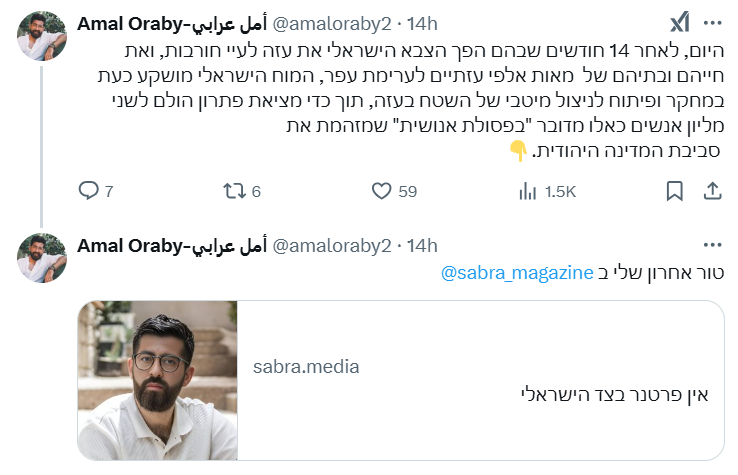 Amal Oraby-أمل عرابي @amaloraby2 · 14h
היום, לאחר 14 חודשים שבהם הפך הצבא הישראלי את עזה לעיי חורבות, ואת
חייהם ובתיהם של מאות אלפי עזתיים לערימת עפר, המוח הישראלי מושקע כעת
במחקר ופיתוח לניצול מיטבי של השטח בעזה, תוך כדי מציאת פתרון הולם לשני
מליון אנשים כאלו מדובר "בפסולת אנושית" שמזהמת את
סביבת המדינה היהודית. 👇
7 6 59 1.5K
Amal Oraby-أمل عرابي @amaloraby2 · 14h
טור אחרון שלי ב @sabra_magazine
sabra.media
אין פרטנר בצד הישראלי